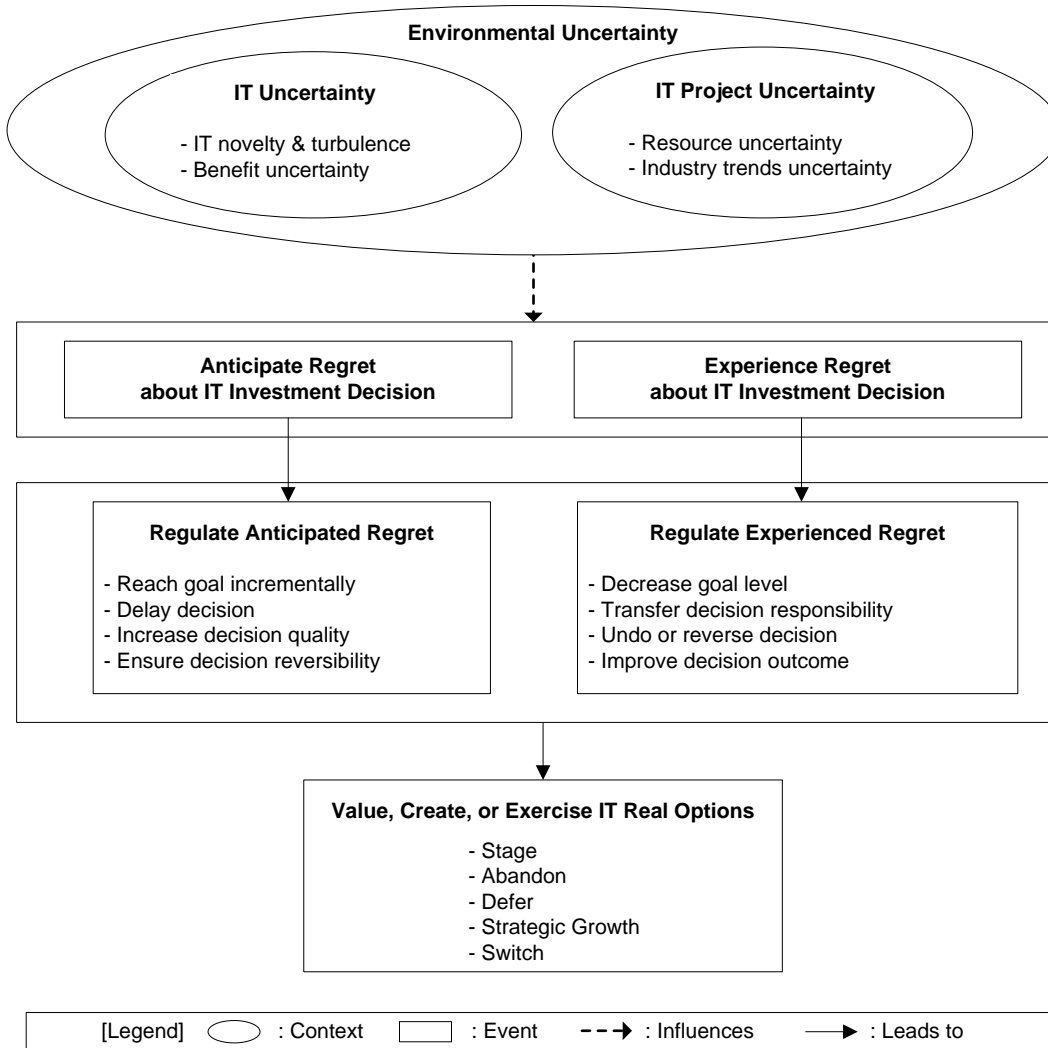 Environmental Uncertainty
IT Uncertainty
- IT novelty & turbulence
- Benefit uncertainty
IT Project Uncertainty
- Resource uncertainty
- Industry trends uncertainty
Anticipate Regret
about IT Investment Decision
Experience Regret
about IT Investment Decision
Regulate Anticipated Regret
- Reach goal incrementally
- Delay decision
- Increase decision quality
- Ensure decision reversibility
Regulate Experienced Regret
- Decrease goal level
- Transfer decision responsibility
- Undo or reverse decision
- Improve decision outcome
Value, Create, or Exercise IT Real Options
- Stage
- Abandon
- Defer
- Strategic Growth
- Switch
[Legend] : Context : Event : Influences : Leads to